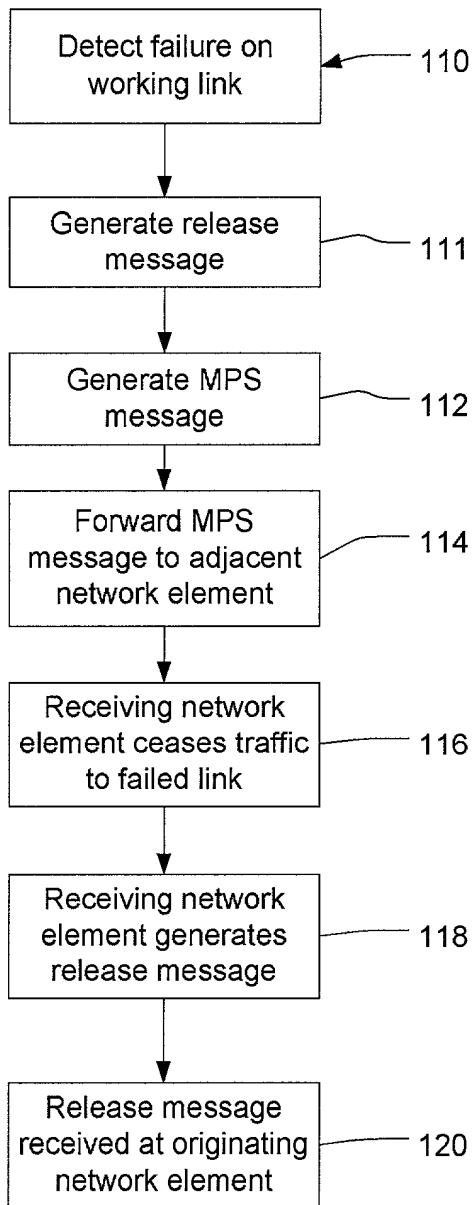 Detect failure on
working link
110
Generate release
message
111
Generate MPS
message
112
Forward MPS
message to adjacent
network element
114
Receiving network
element ceases traffic
to failed link
116
Receiving network
element generates
release message
118
Release message
received at originating
network element
120